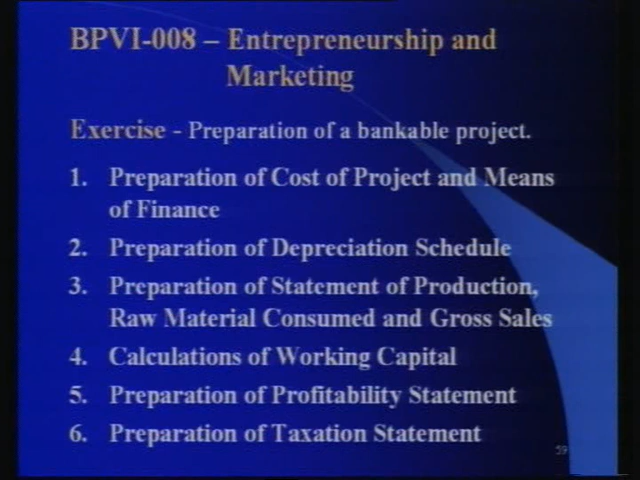 BPVI-008 – Entrepreneurship and
Marketing
Exercise - Preparation of a bankable project.
1. Preparation of Cost of Project and Means
of Finance
2. Preparation of Depreciation Schedule
3. Preparation of Statement of Production,
Raw Material Consumed and Gross Sales
4. Calculations of Working Capital
5. Preparation of Profitability Statement
6. Preparation of Taxation Statement
59